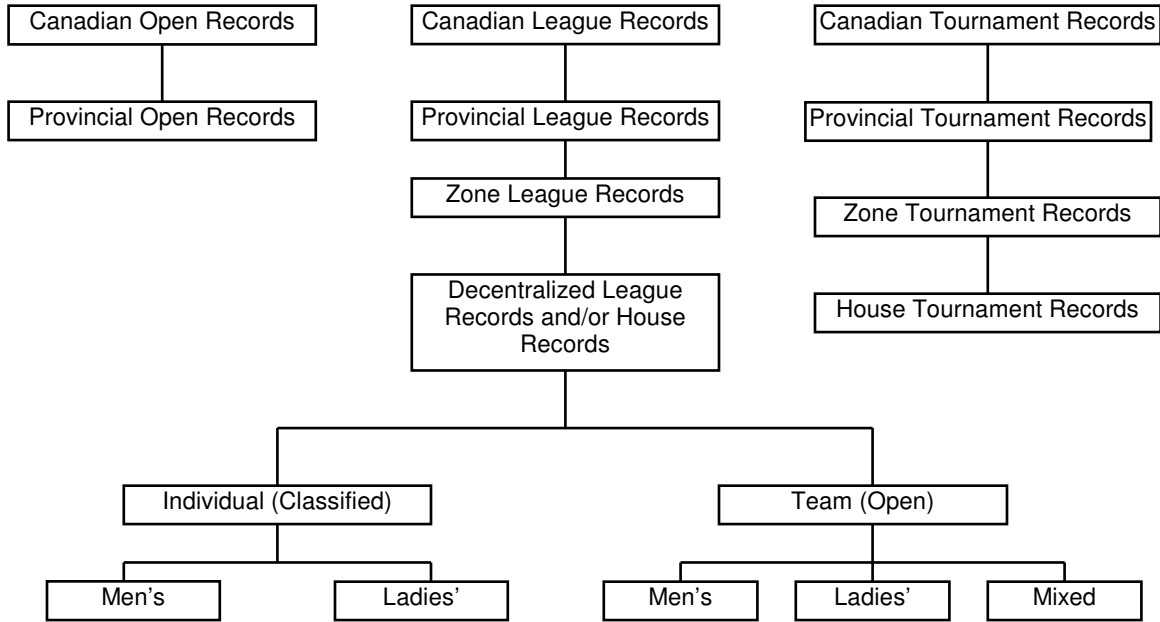 Canadian Open Records
Canadian League Records
Canadian Tournament Records
Provincial Open Records
Provincial League Records
Provincial Tournament Records
Zone League Records
Zone Tournament Records
Decentralized League
Records and/or House
Records
House Tournament Records
Individual (Classified)
Team (Open)
Men’s
Ladies’
Men’s
Ladies’
Mixed